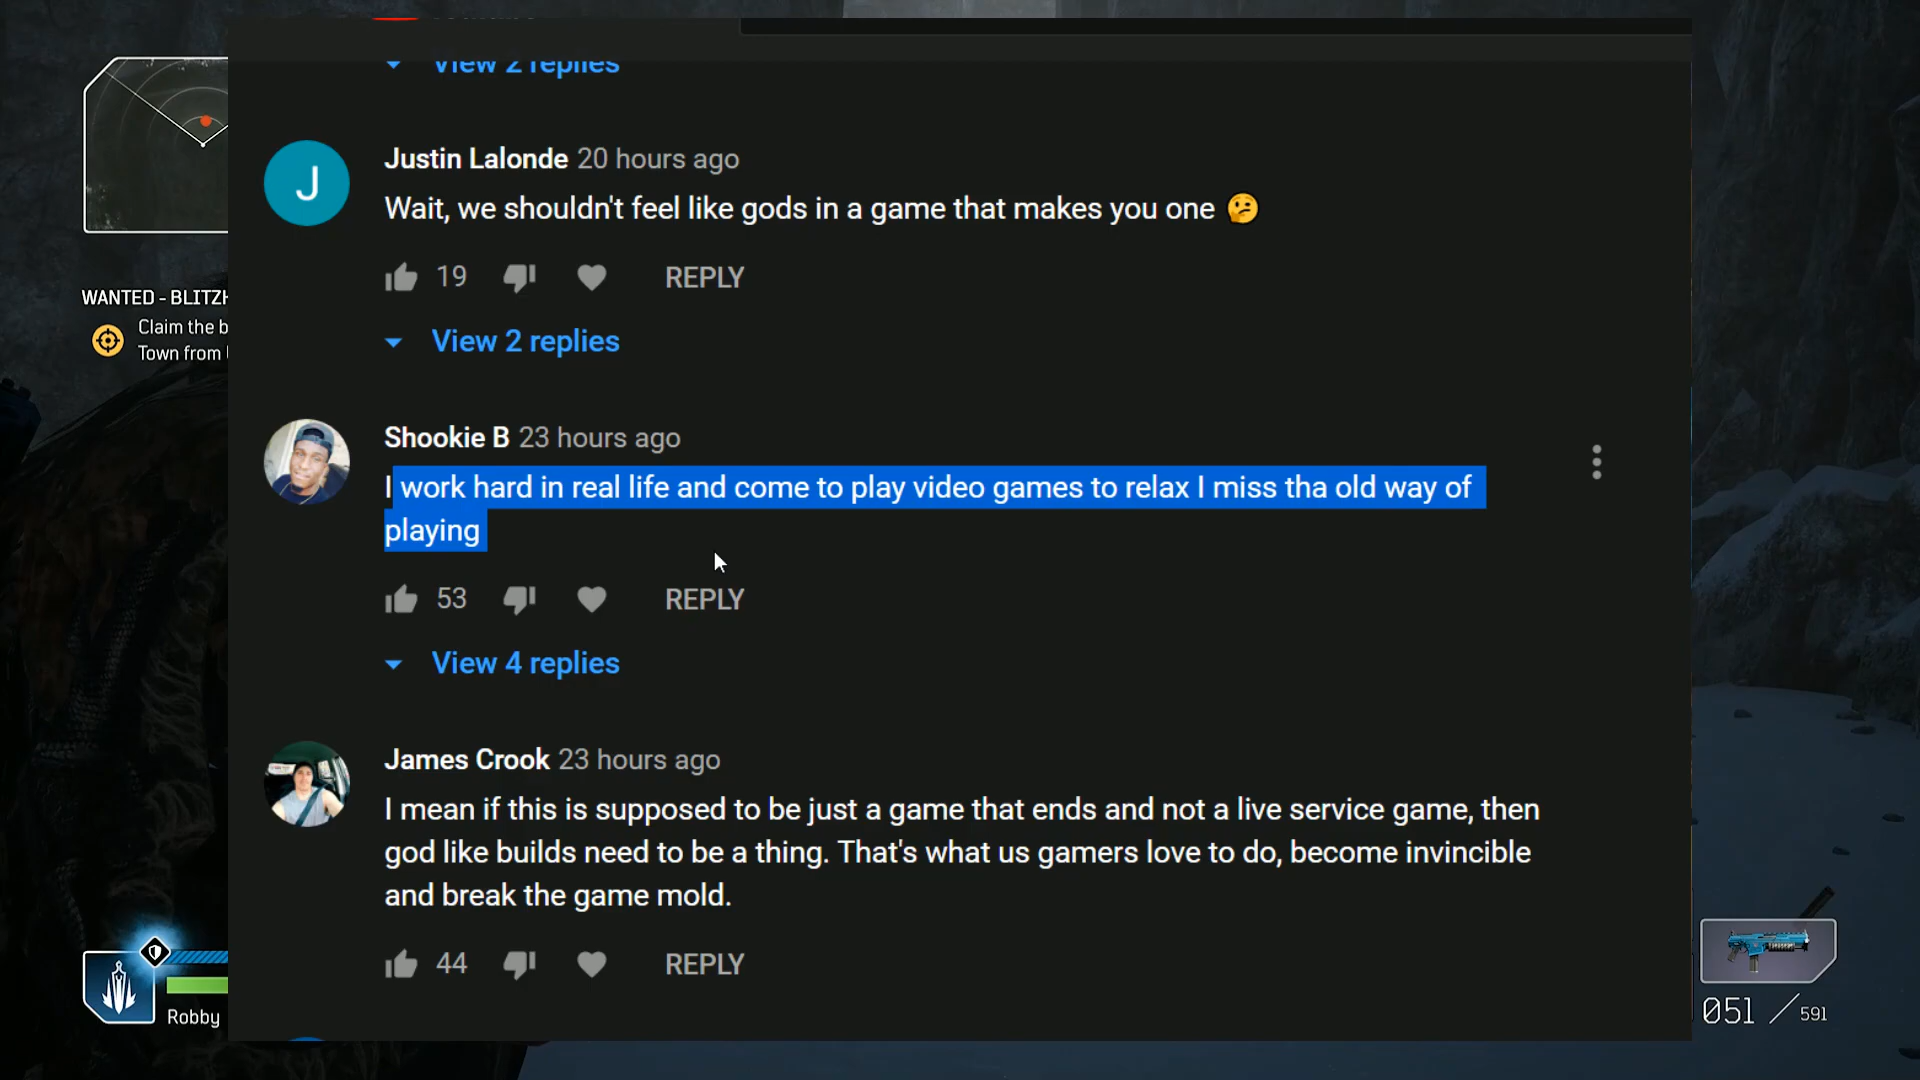 View 2 replies
Justin Lalonde 20 hours ago
J
Wait, we shouldn't feel like gods in a game that makes you one 🤔
19 REPLY
View 2 replies
WANTED - BLITZ
Claim the b
Town from
Shookie B 23 hours ago
I work hard in real life and come to play video games to relax I miss tha old way of
playing
53 REPLY
View 4 replies
James Crook 23 hours ago
I mean if this is supposed to be just a game that ends and not a live service game, then
god like builds need to be a thing. That's what us gamers love to do, become invincible
and break the game mold.
44 REPLY
Robby
051 / 591